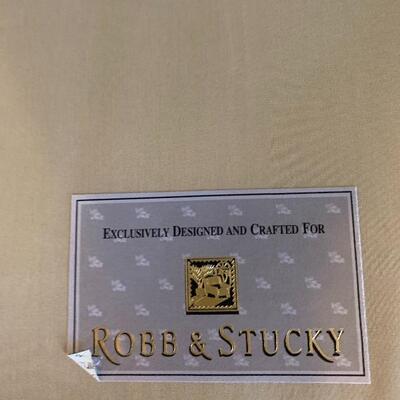 EXCLUSIVELY DESIGNED AND CRAFTED FOR
ROBB & STUCKY